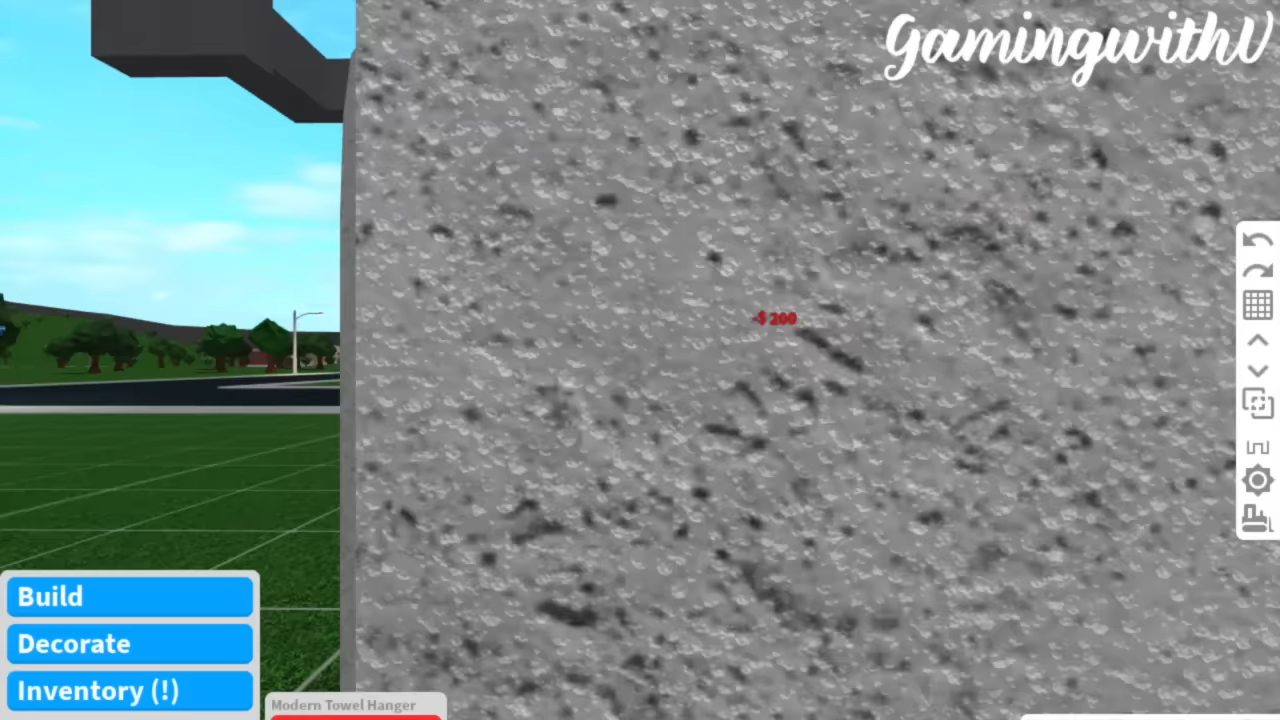 GamingwithV
-$ 200
Build
Decorate
Inventory (!)
Modern Towel Hanger